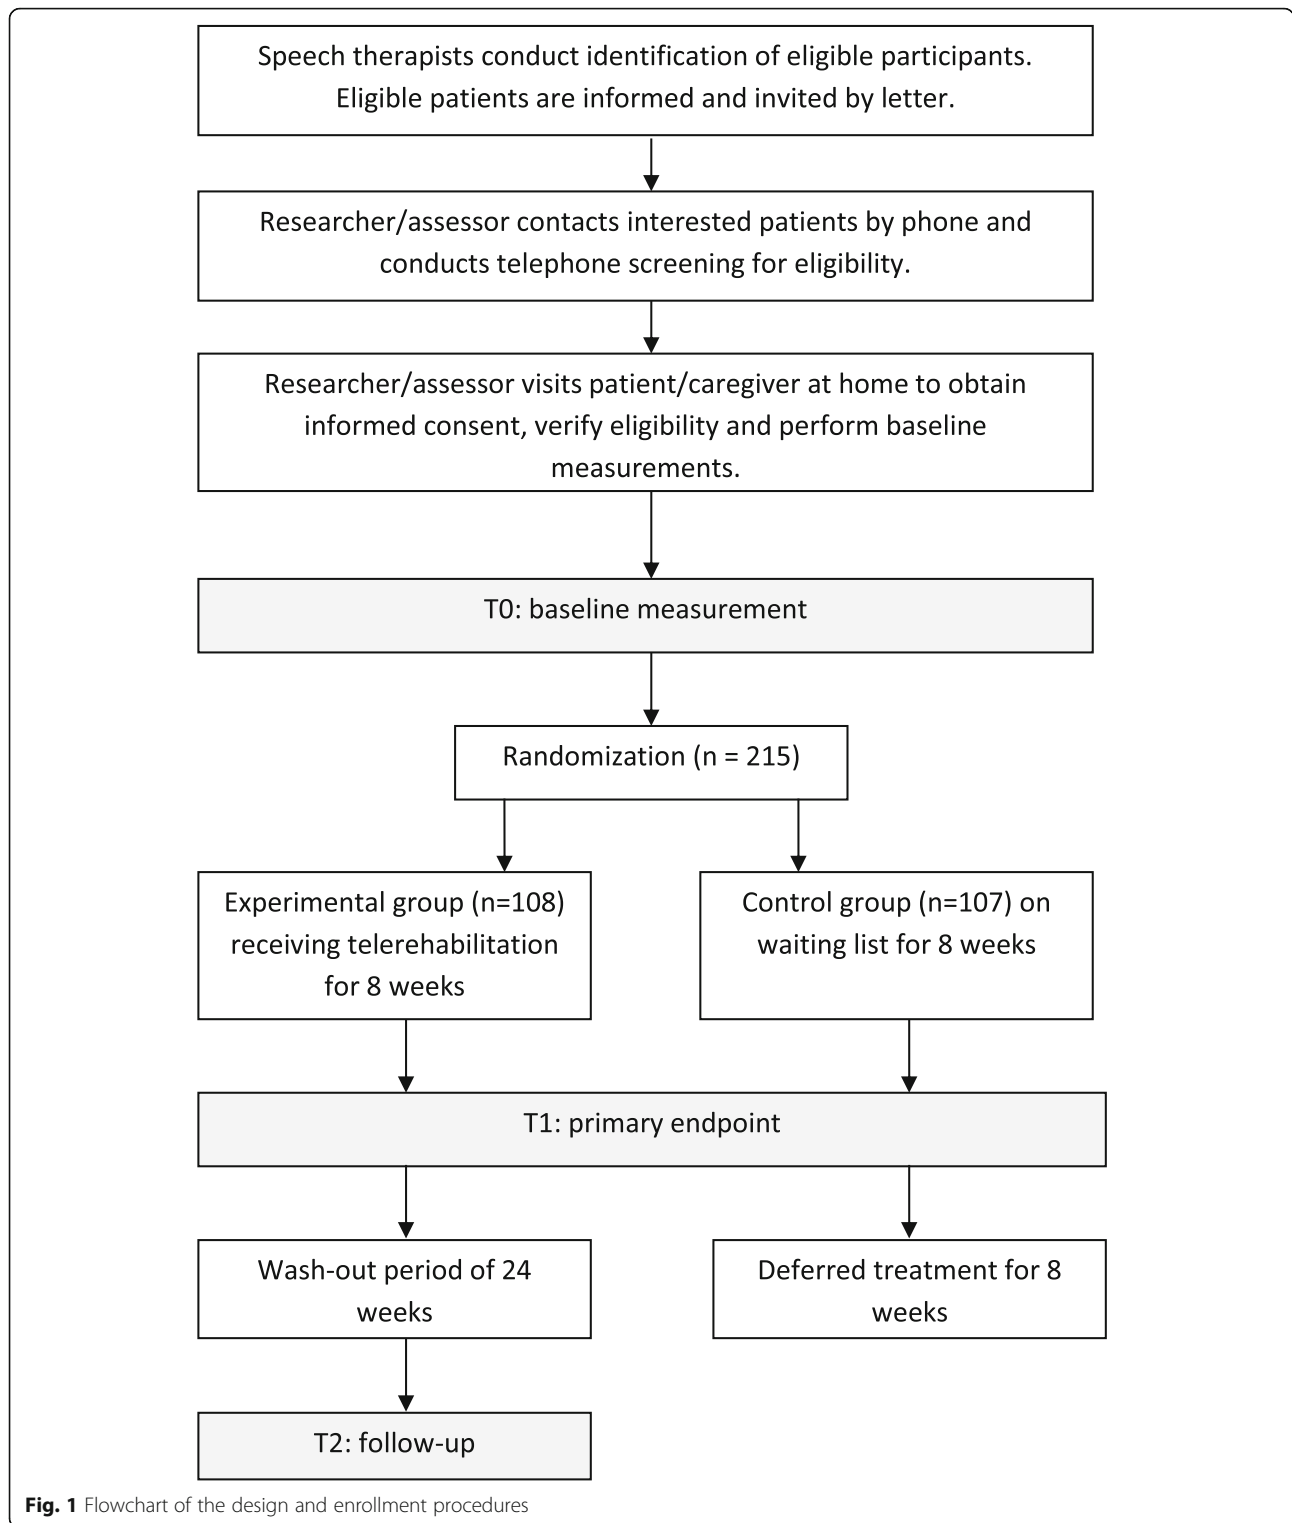 Speech therapists conduct identification of eligible participants.
Eligible patients are informed and invited by letter.
Researcher/assessor contacts interested patients by phone and
conducts telephone screening for eligibility.
Researcher/assessor visits patient/caregiver at home to obtain
informed consent, verify eligibility and perform baseline
measurements.
T0: baseline measurement
Randomization (n = 215)
Experimental group (n=108)
receiving telerehabilitation
for 8 weeks
Control group (n=107) on
waiting list for 8 weeks
T1: primary endpoint
Wash-out period of 24
weeks
Deferred treatment for 8
weeks
T2: follow-up
Fig. 1 Flowchart of the design and enrollment procedures